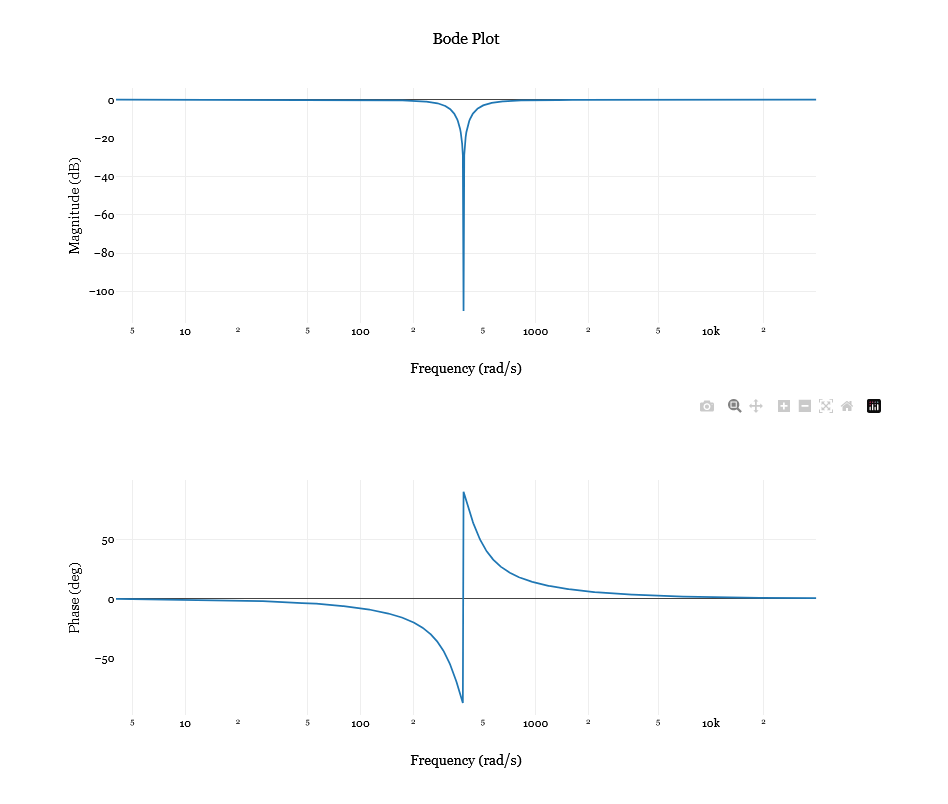 Bode Plot
0
−20
−40
−60
−80
−100
Magnitude (dB)
5 10 2 5 100 2 5 1000 2 5 10k 2
Frequency (rad/s)
50
0
−50
Phase (deg)
5 10 2 5 100 2 5 1000 2 5 10k 2
Frequency (rad/s)